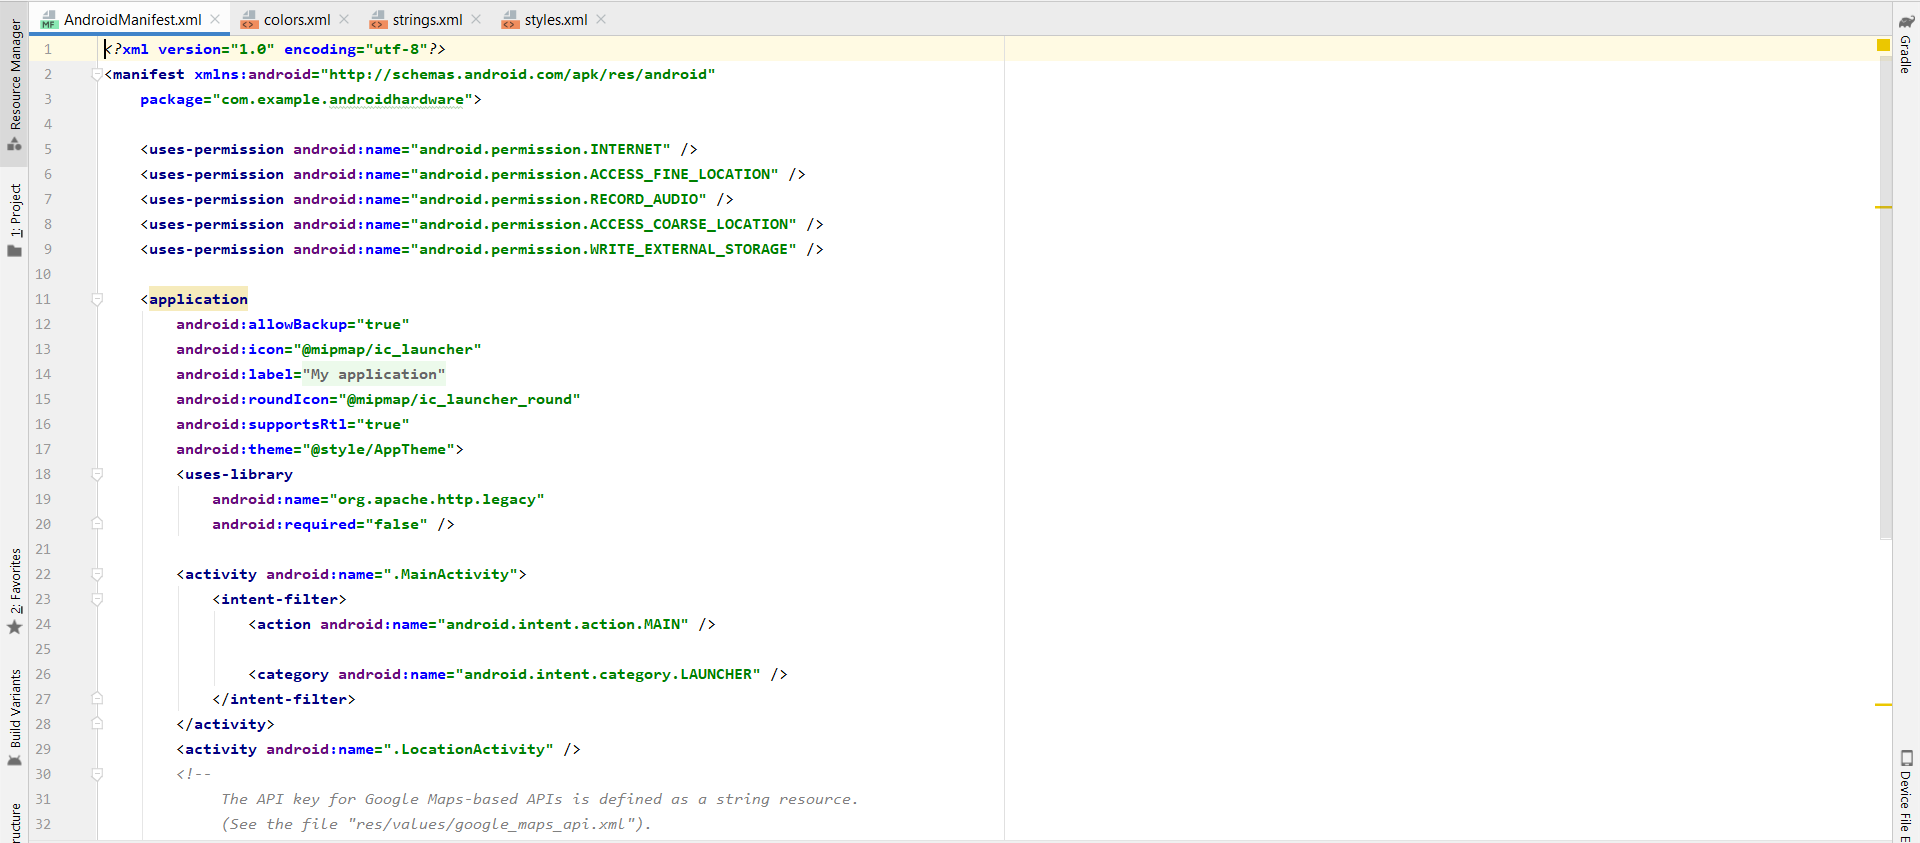 AndroidManifest.xml colors.xml strings.xml styles.xml
Resource Manager
1: Project
2: Favorites
Build Variants
ructure
1 <?xml version="1.0" encoding="utf-8"?>
2 <manifest xmlns:android="http://schemas.android.com/apk/res/android"
3 package="com.example.androidhardware">
4
5 <uses-permission android:name="android.permission.INTERNET" />
6 <uses-permission android:name="android.permission.ACCESS_FINE_LOCATION" />
7 <uses-permission android:name="android.permission.RECORD_AUDIO" />
8 <uses-permission android:name="android.permission.ACCESS_COARSE_LOCATION" />
9 <uses-permission android:name="android.permission.WRITE_EXTERNAL_STORAGE" />
10
11 <application
12 android:allowBackup="true"
13 android:icon="@mipmap/ic_launcher"
14 android:label="My application"
15 android:roundIcon="@mipmap/ic_launcher_round"
16 android:supportsRtl="true"
17 android:theme="@style/AppTheme">
18 <uses-library
19 android:name="org.apache.http.legacy"
20 android:required="false" />
21
22 <activity android:name=".MainActivity">
23 <intent-filter>
24 <action android:name="android.intent.action.MAIN" />
25
26 <category android:name="android.intent.category.LAUNCHER" />
27 </intent-filter>
28 </activity>
29 <activity android:name=".LocationActivity" />
30 <!--
31 The API key for Google Maps-based APIs is defined as a string resource.
32 (See the file "res/values/google_maps_api.xml").
Gradle
Device File E